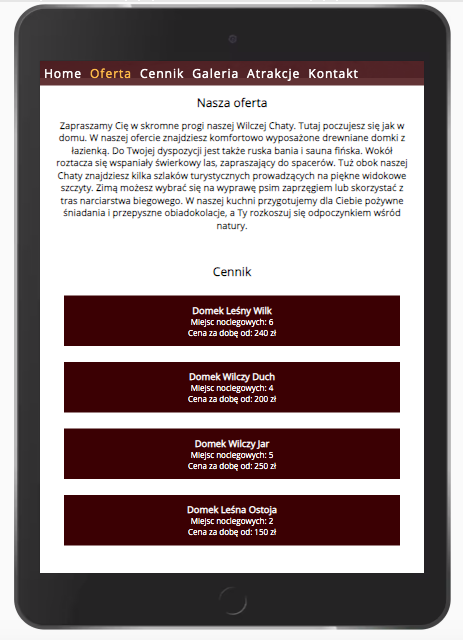 Home Oferta Cennik Galeria Atrakcje Kontakt
Nasza oferta
Zapraszamy Cię w skromne progi naszej Wilczej Chaty. Tutaj poczujesz się jak w
domu. W naszej ofercie znajdziesz komfortowo wyposażone drewniane domki z
łazienką. Do Twojej dyspozycji jest także ruska bania i sauna fińska. Wokół
roztacza się wspaniały świerkowy las, zapraszający do spacerów. Tuż obok naszej
Chaty znajdziesz kilka szlaków turystycznych prowadzących na piękne widokowe
szczyty. Zimą możesz wybrać się na wyprawę psim zaprzęgiem lub skorzystać z
tras narciarstva biegowego. W naszej kuchni przygotujemy dla Ciebie pożywne
śniadania i przepyszne obiadokolacje, a Ty rozkoszuj się odpoczynkiem wśród
natury.
Cennik
Domek Leśny Wilk
Miejsc noclegowych: 6
Cena za dobę od: 240 zł
Domek Wilczy Duch
Miejsc noclegowych: 4
Cena za dobę od: 200 zł
Domek Wilczy Jar
Miejsc noclegowych: 5
Cena za dobę od: 250 zł
Domek Leśna Ostoja
Miejsc noclegowych: 2
Cena za dobę od: 150 zł